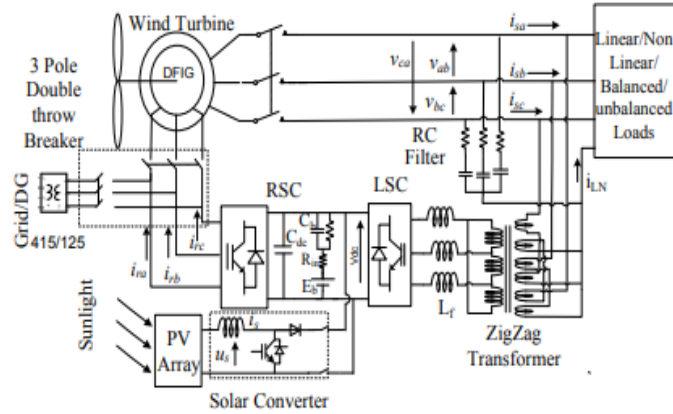 Wind Turbine
3 Pole
Double
throw
Breaker
DFIG
v_ca
v_ab
v_bc
i_sa
i_sb
i_sc
Linear/Non
Linear/
Balanced/
unbalanced
Loads
RC
Filter
i_LN
Grid/DG
415/125
i_ra
i_rb
i_rc
RSC
LSC
C_dc
C_b
R_in
E_b
V_dc
L_f
ZigZag
Transformer
Sunlight
PV
Array
i_s
u_s
Solar Converter